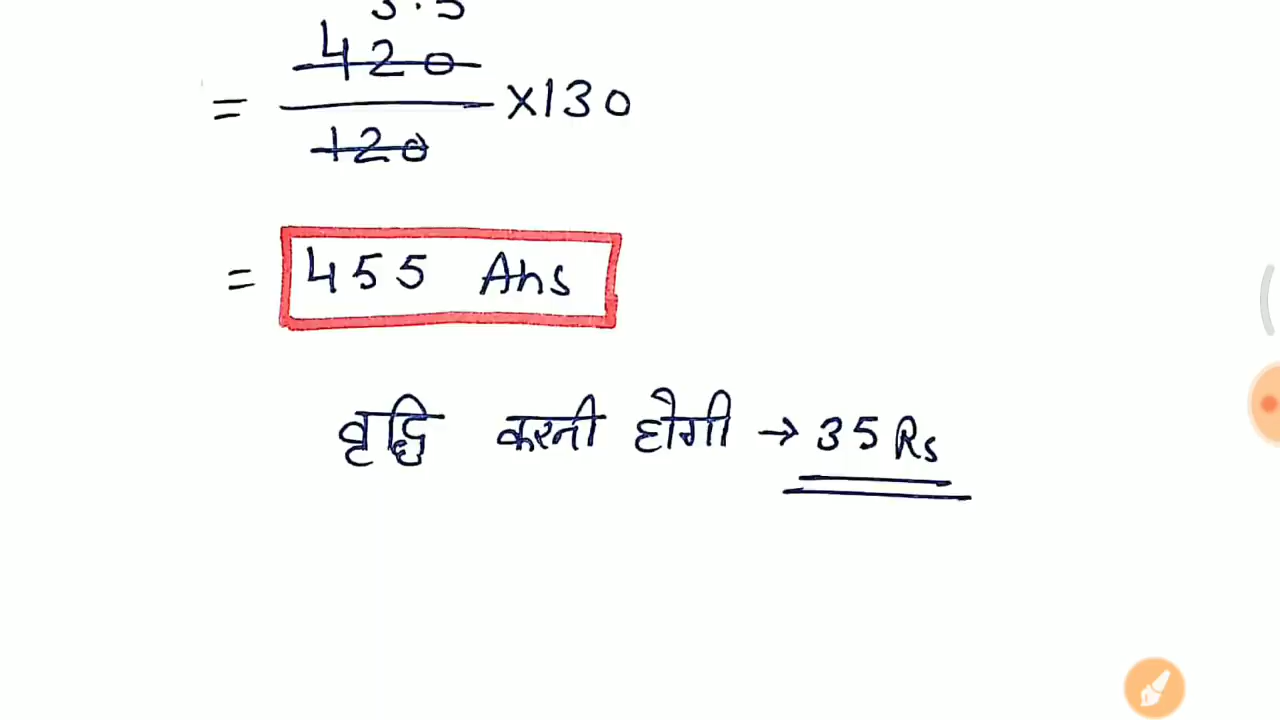 3.5
420
= ——— ×130
120
= 455 Ans
वृद्धि करनी होगी → 35 Rs